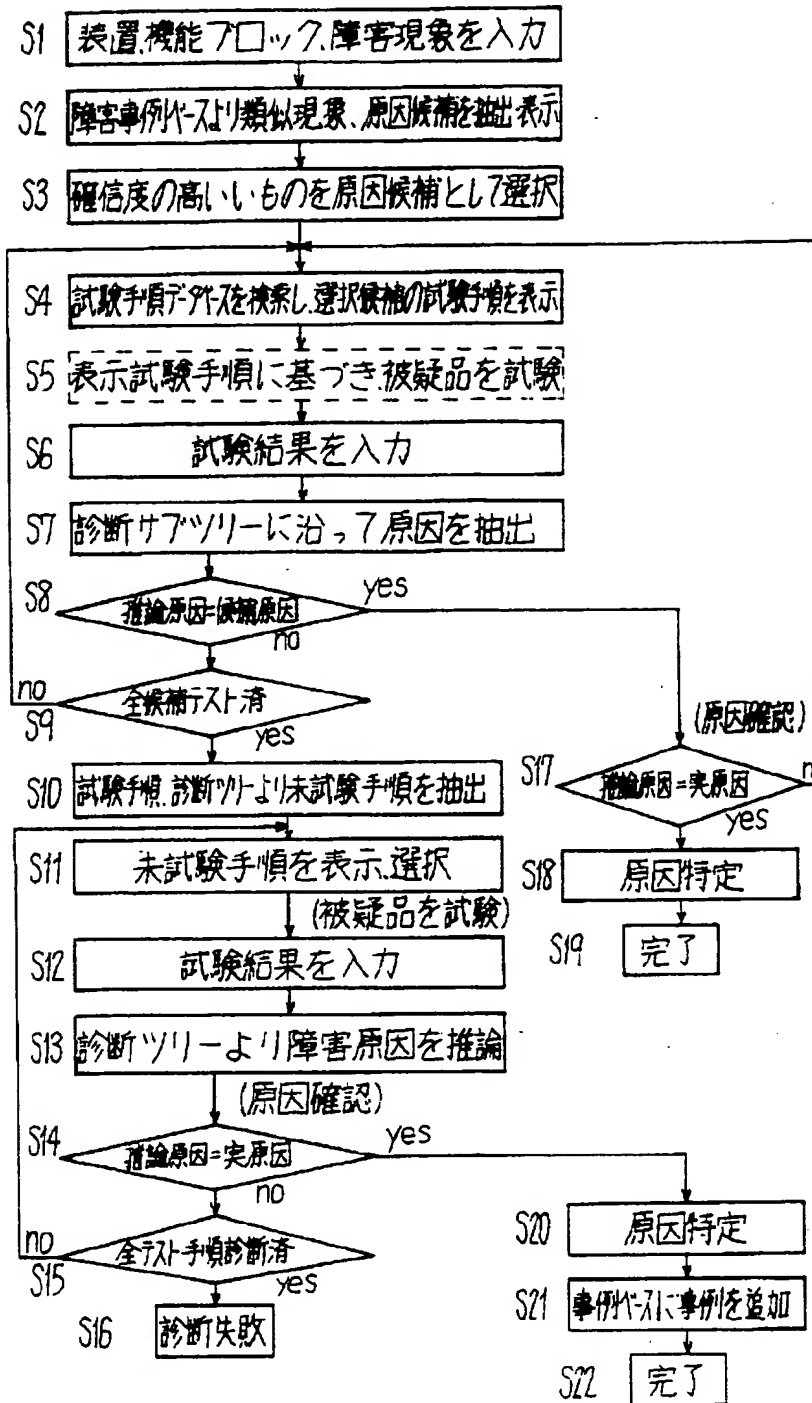 S1 装置、機能ブロック、障害現象を入力
S2 障害事例ベースより類似現象、原因候補を抽出・表示
S3 確信度の高いいものを原因候補として選択
S4 試験手順データベースを検索し、選択候補の試験手順を表示
S5 表示試験手順に基づき、被疑品を試験
S6 試験結果を入力
S7 診断サブツリーに沿って原因を抽出
S8 推論原因=候補原因
yes
no
no
S9 全候補テスト済
yes
S10 試験手順、診断ツリーより未試験手順を抽出
S11 未試験手順を表示、選択
(被疑品を試験)
S12 試験結果を入力
S13 診断ツリーより障害原因を推論
(原因確認)
S14 推論原因=実原因
yes
no
no
S15 全テスト手順診断済
yes
S16 診断失敗
(原因確認)
S17 推論原因=実原因
n
yes
S18 原因特定
S19 完了
S20 原因特定
S21 事例ベースに事例を追加
S22 完了